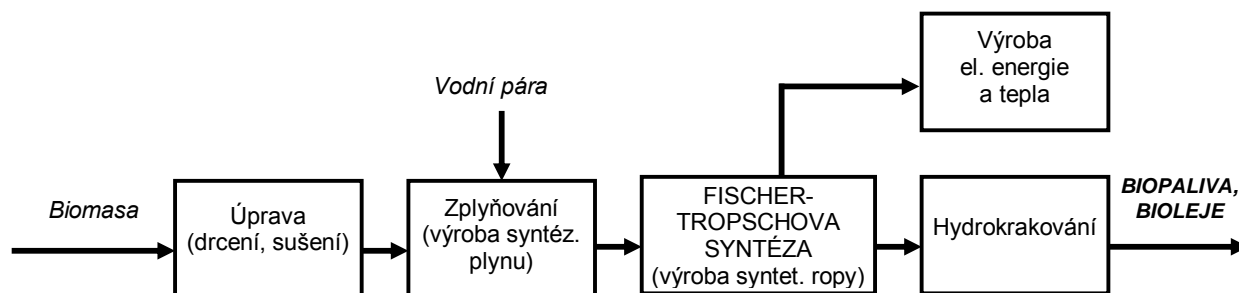 Výroba
el. energie
a tepla
Vodní pára
Biomasa
Úprava
(drcení, sušení)
Zplyňování
(výroba syntéz.
plynu)
FISCHER-
TROPSCHOVA
SYNTÉZA
(výroba syntet. ropy)
Hydrokrakování
BIOPALIVA,
BIOLEJE